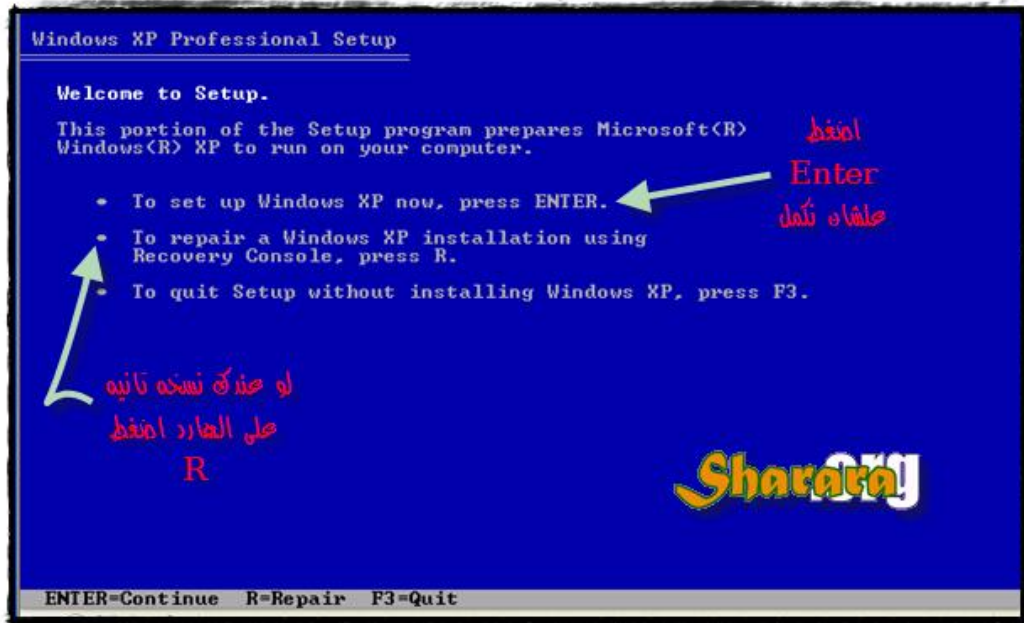 Windows XP Professional Setup
Welcome to Setup.
This portion of the Setup program prepares Microsoft(R)
Windows(R) XP to run on your computer.
اضغط
Enter
علشان نكمل
• To set up Windows XP now, press ENTER.
• To repair a Windows XP installation using
Recovery Console, press R.
• To quit Setup without installing Windows XP, press F3.
لو عندك نسخه تانيه
على الهارد اضغط
R
Sharara.org
ENTER=Continue R=Repair F3=Quit